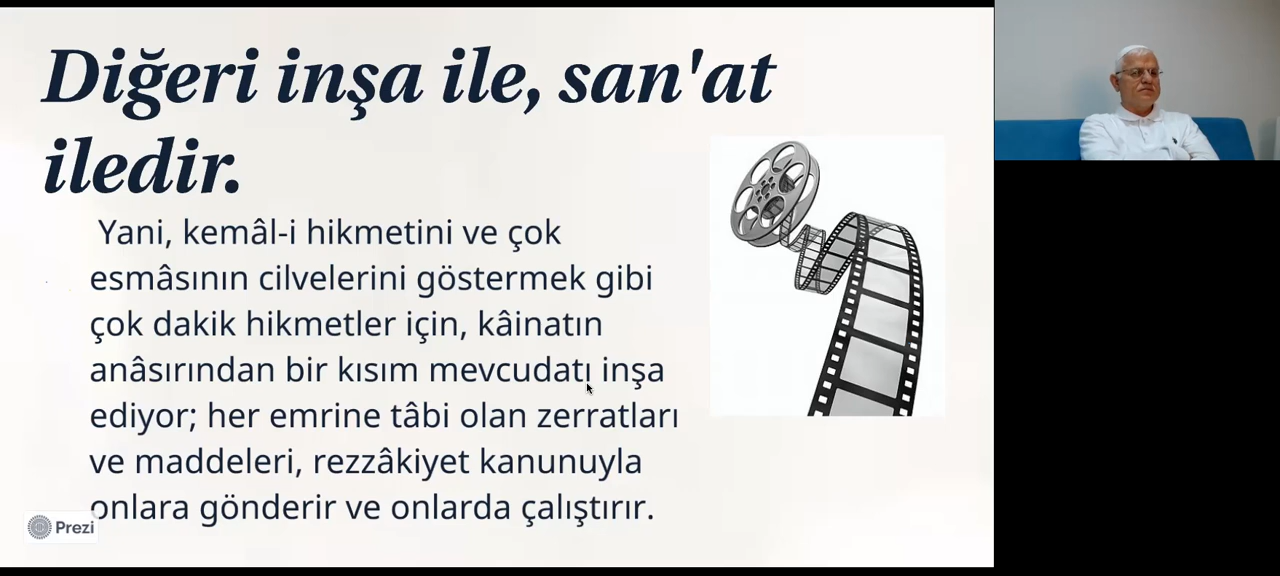 Diğeri inşa ile, san'at
iledir.
Yani, kemâl-i hikmetini ve çok
esmâsının cilvelerini göstermek gibi
çok dakik hikmetler için, kâinatın
anâsırından bir kısım mevcudatı inşa
ediyor; her emrine tâbi olan zerratları
ve maddeleri, rezzâkiyet kanunuyla
onlara gönderir ve onlarda çalıştırır.
Prezi